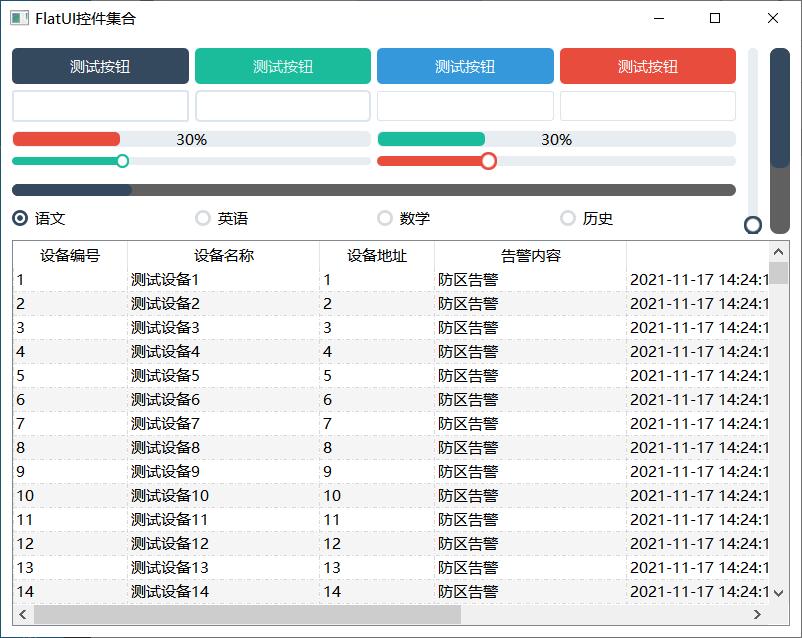 FlatUI控件集合
测试按钮 测试按钮 测试按钮 测试按钮
30% 30%
语文 英语 数学 历史
设备编号 设备名称 设备地址 告警内容
1 测试设备1 1 防区告警 2021-11-17 14:24:1
2 测试设备2 2 防区告警 2021-11-17 14:24:1
3 测试设备3 3 防区告警 2021-11-17 14:24:1
4 测试设备4 4 防区告警 2021-11-17 14:24:1
5 测试设备5 5 防区告警 2021-11-17 14:24:1
6 测试设备6 6 防区告警 2021-11-17 14:24:1
7 测试设备7 7 防区告警 2021-11-17 14:24:1
8 测试设备8 8 防区告警 2021-11-17 14:24:1
9 测试设备9 9 防区告警 2021-11-17 14:24:1
10 测试设备10 10 防区告警 2021-11-17 14:24:1
11 测试设备11 11 防区告警 2021-11-17 14:24:1
12 测试设备12 12 防区告警 2021-11-17 14:24:1
13 测试设备13 13 防区告警 2021-11-17 14:24:1
14 测试设备14 14 防区告警 2021-11-17 14:24:1